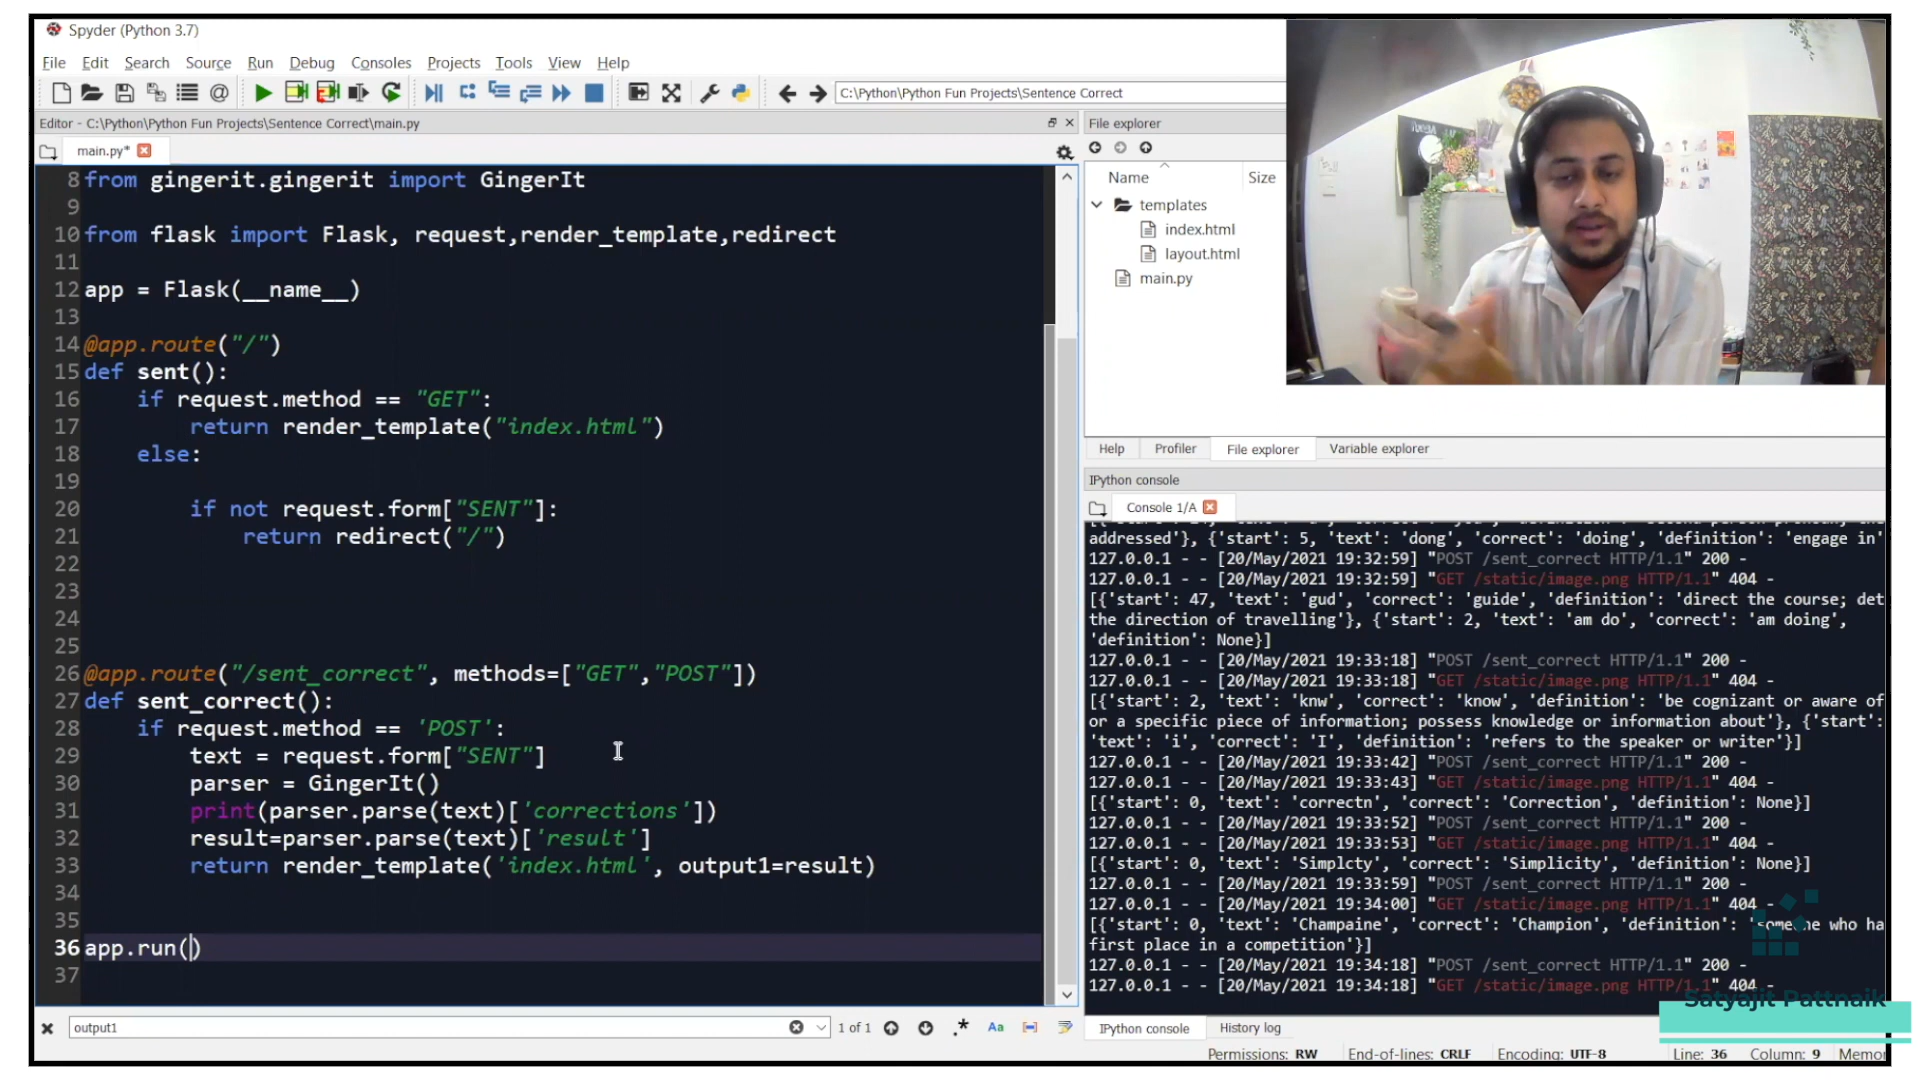 Spyder (Python 3.7)
File Edit Search Source Run Debug Consoles Projects Tools View Help
C:\Python\Python Fun Projects\Sentence Correct
Editor - C:\Python\Python Fun Projects\Sentence Correct\main.py
main.py*
8 from gingerit.gingerit import GingerIt
9
10 from flask import Flask, request,render_template,redirect
11
12 app = Flask(__name__)
13
14 @app.route("/")
15 def sent():
16 if request.method == "GET":
17 return render_template("index.html")
18 else:
19
20 if not request.form["SENT"]:
21 return redirect("/")
22
23
24
25
26 @app.route("/sent_correct", methods=["GET","POST"])
27 def sent_correct():
28 if request.method == 'POST':
29 text = request.form["SENT"]
30 parser = GingerIt()
31 print(parser.parse(text)['corrections'])
32 result=parser.parse(text)['result']
33 return render_template('index.html', output1=result)
34
35
36 app.run()
37
output1
1 of 1
Aa
File explorer
Name Size
templates
index.html
layout.html
main.py
Help Profiler File explorer Variable explorer
IPython console
Console 1/A
addressed'}, {'start': 5, 'text': 'dong', 'correct': 'doing', 'definition': 'engage in'
127.0.0.1 - - [20/May/2021 19:32:59] "POST /sent_correct HTTP/1.1" 200 -
127.0.0.1 - - [20/May/2021 19:32:59] "GET /static/image.png HTTP/1.1" 404 -
[{'start': 47, 'text': 'gud', 'correct': 'guide', 'definition': 'direct the course; det
the direction of travelling'}, {'start': 2, 'text': 'am do', 'correct': 'am doing',
'definition': None}]
127.0.0.1 - - [20/May/2021 19:33:18] "POST /sent_correct HTTP/1.1" 200 -
127.0.0.1 - - [20/May/2021 19:33:18] "GET /static/image.png HTTP/1.1" 404 -
[{'start': 2, 'text': 'knw', 'correct': 'know', 'definition': 'be cognizant or aware of
or a specific piece of information; possess knowledge or information about'}, {'start':
'text': 'i', 'correct': 'I', 'definition': 'refers to the speaker or writer'}]
127.0.0.1 - - [20/May/2021 19:33:42] "POST /sent_correct HTTP/1.1" 200 -
127.0.0.1 - - [20/May/2021 19:33:43] "GET /static/image.png HTTP/1.1" 404 -
[{'start': 0, 'text': 'correctn', 'correct': 'Correction', 'definition': None}]
127.0.0.1 - - [20/May/2021 19:33:52] "POST /sent_correct HTTP/1.1" 200 -
127.0.0.1 - - [20/May/2021 19:33:53] "GET /static/image.png HTTP/1.1" 404 -
[{'start': 0, 'text': 'Simplcty', 'correct': 'Simplicity', 'definition': None}]
127.0.0.1 - - [20/May/2021 19:33:59] "POST /sent_correct HTTP/1.1" 200 -
127.0.0.1 - - [20/May/2021 19:34:00] "GET /static/image.png HTTP/1.1" 404 -
[{'start': 0, 'text': 'Champaine', 'correct': 'Champion', 'definition': 'someone who ha
first place in a competition'}]
127.0.0.1 - - [20/May/2021 19:34:18] "POST /sent_correct HTTP/1.1" 200 -
127.0.0.1 - - [20/May/2021 19:34:18] "GET /static/image.png HTTP/1.1" 404 -
Satyajit Pattnaik
IPython console History log
Permissions: RW End-of-lines: CRLF Encoding: UTF-8 Line: 36 Column: 9 Memor